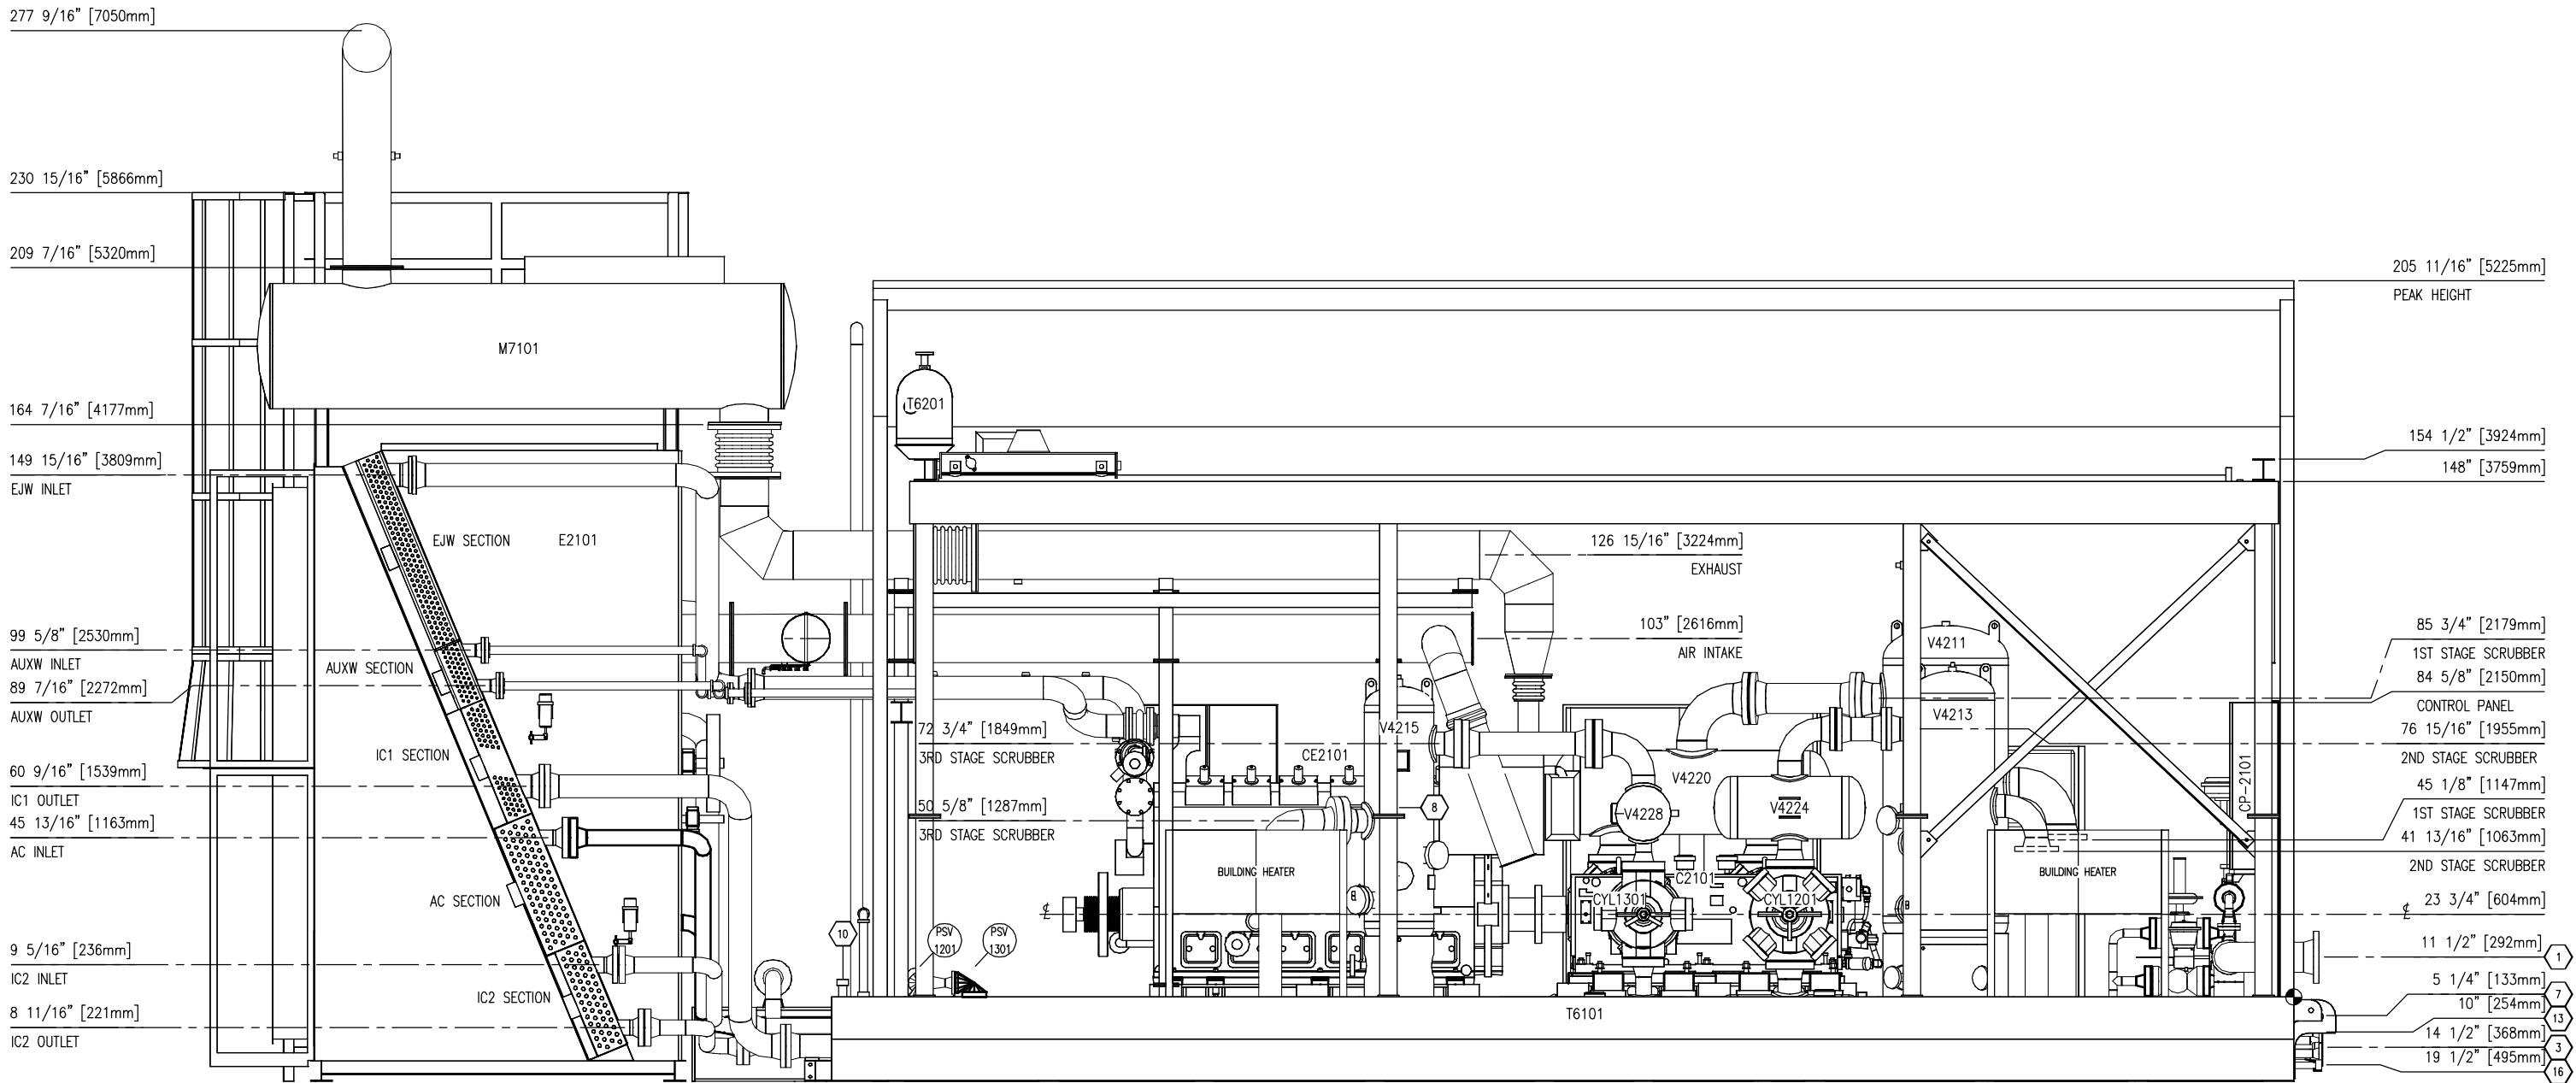 277 9/16" [7050mm]
230 15/16" [5866mm]
209 7/16" [5320mm]
164 7/16" [4177mm]
149 15/16" [3809mm]
EJW INLET
99 5/8" [2530mm]
AUXW INLET
89 7/16" [2272mm]
AUXW OUTLET
60 9/16" [1539mm]
IC1 OUTLET
45 13/16" [1163mm]
AC INLET
9 5/16" [236mm]
IC2 INLET
8 11/16" [221mm]
IC2 OUTLET
M7101
EJW SECTION
E2101
AUXW SECTION
IC1 SECTION
AC SECTION
IC2 SECTION
T6201
10
PSV
1201
PSV
1301
72 3/4" [1849mm]
3RD STAGE SCRUBBER
50 5/8" [1287mm]
3RD STAGE SCRUBBER
CE2101
V4215
8
BUILDING HEATER
126 15/16" [3224mm]
EXHAUST
103" [2616mm]
AIR INTAKE
V4220
V4228
V4224
C2101
CYL1301
CYL1201
T6101
V4211
V4213
BUILDING HEATER
CP-2101
205 11/16" [5225mm]
PEAK HEIGHT
154 1/2" [3924mm]
148" [3759mm]
85 3/4" [2179mm]
1ST STAGE SCRUBBER
84 5/8" [2150mm]
CONTROL PANEL
76 15/16" [1955mm]
2ND STAGE SCRUBBER
45 1/8" [1147mm]
1ST STAGE SCRUBBER
41 13/16" [1063mm]
2ND STAGE SCRUBBER
23 3/4" [604mm]
11 1/2" [292mm]
1
5 1/4" [133mm]
7
10" [254mm]
13
14 1/2" [368mm]
3
19 1/2" [495mm]
16